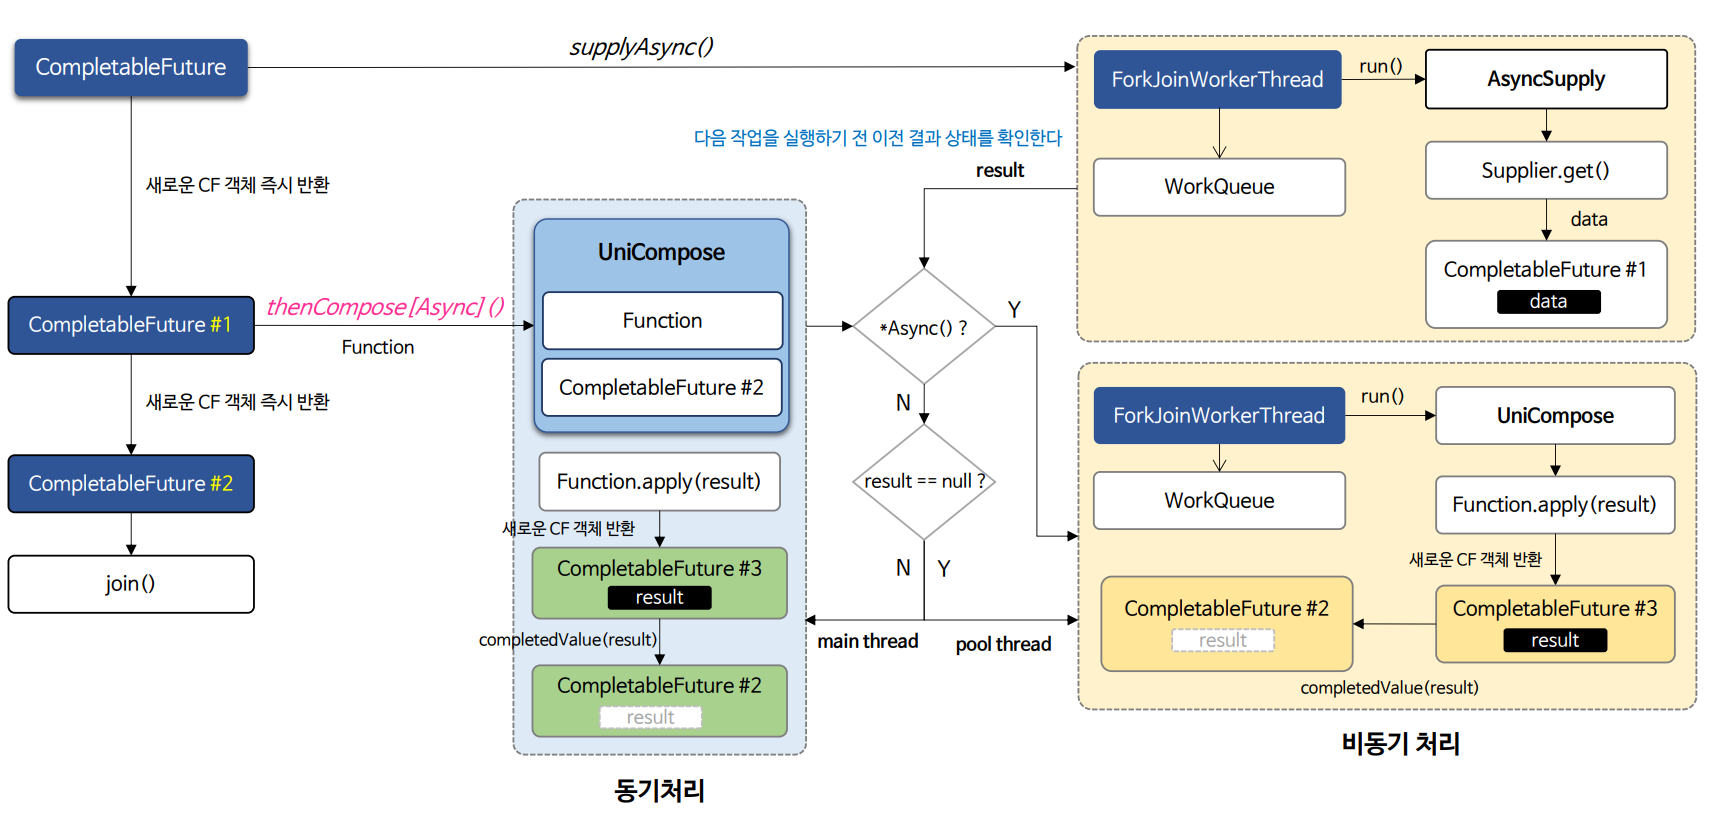 CompletableFuture
supplyAsync()
새로운 CF 객체 즉시 반환
CompletableFuture #1
thenCompose[Async]()
Function
새로운 CF 객체 즉시 반환
CompletableFuture #2
join()
UniCompose
Function
CompletableFuture #2
Function.apply(result)
새로운 CF 객체 반환
CompletableFuture #3
result
completedValue(result)
CompletableFuture #2
result
동기처리
다음 작업을 실행하기 전 이전 결과 상태를 확인한다
result
*Async() ?
Y
N
result == null ?
N
Y
main thread
pool thread
ForkJoinWorkerThread
run()
AsyncSupply
WorkQueue
Supplier.get()
data
CompletableFuture #1
data
ForkJoinWorkerThread
run()
UniCompose
WorkQueue
Function.apply(result)
새로운 CF 객체 반환
CompletableFuture #2
result
CompletableFuture #3
result
completedValue(result)
비동기 처리